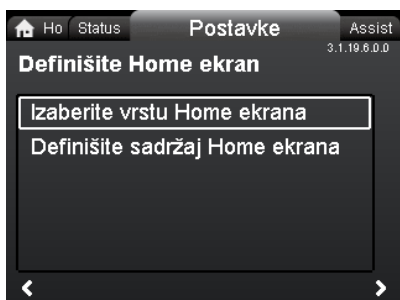 Ho Status Postavke Assist
3.1.19.6.0.0
Definišite Home ekran
Izaberite vrstu Home ekrana
Definišite sadržaj Home ekrana